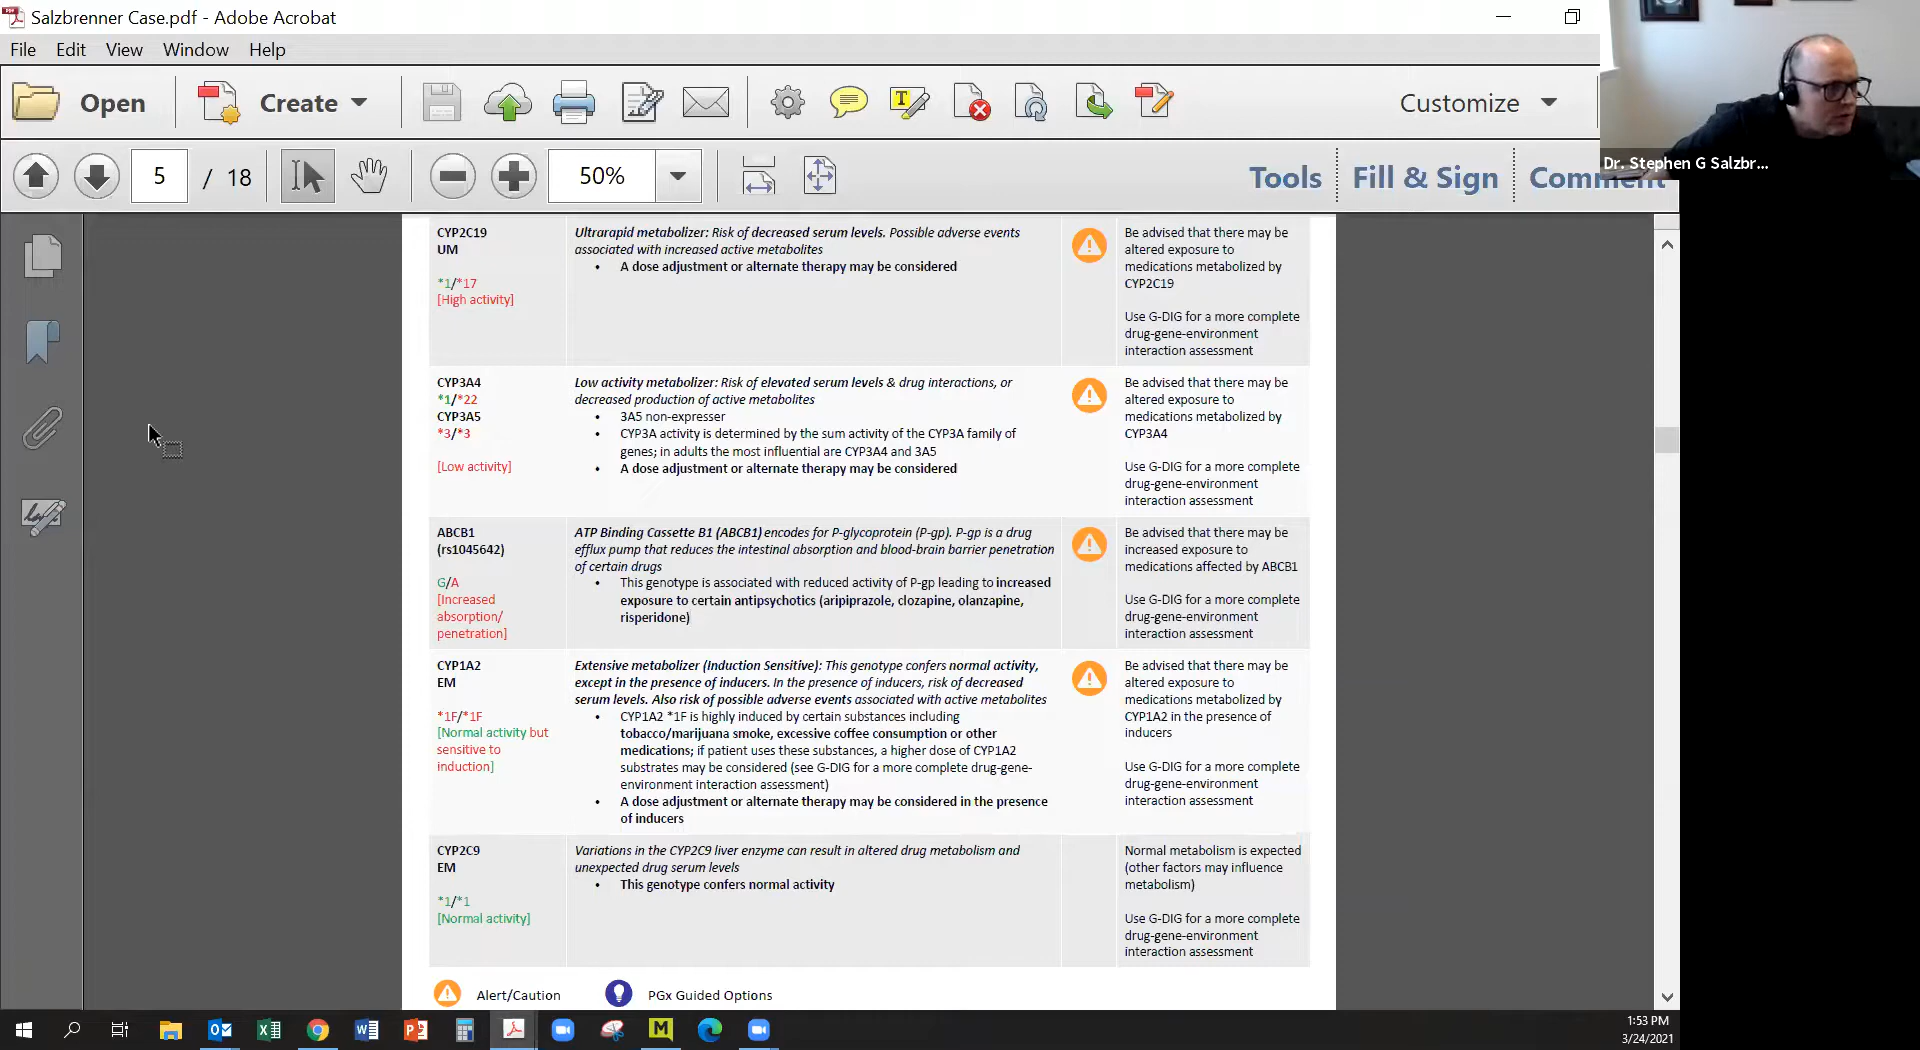 Salzbrenner Case.pdf - Adobe Acrobat
File Edit View Window Help
Open Create Customize
5 / 18 50% Tools Fill & Sign Comment
Dr. Stephen G Salzbr...
CYP2C19
UM
*1/*17
[High activity]
Ultrarapid metabolizer: Risk of decreased serum levels. Possible adverse events
associated with increased active metabolites
• A dose adjustment or alternate therapy may be considered
Be advised that there may be
altered exposure to
medications metabolized by
CYP2C19
Use G-DIG for a more complete
drug-gene-environment
interaction assessment
CYP3A4
*1/*22
CYP3A5
*3/*3
[Low activity]
Low activity metabolizer: Risk of elevated serum levels & drug interactions, or
decreased production of active metabolites
• 3A5 non-expresser
• CYP3A activity is determined by the sum activity of the CYP3A family of
genes; in adults the most influential are CYP3A4 and 3A5
• A dose adjustment or alternate therapy may be considered
Be advised that there may be
altered exposure to
medications metabolized by
CYP3A4
Use G-DIG for a more complete
drug-gene-environment
interaction assessment
ABCB1
(rs1045642)
G/A
[Increased
absorption/
penetration]
ATP Binding Cassette B1 (ABCB1) encodes for P-glycoprotein (P-gp). P-gp is a drug
efflux pump that reduces the intestinal absorption and blood-brain barrier penetration
of certain drugs
• This genotype is associated with reduced activity of P-gp leading to increased
exposure to certain antipsychotics (aripiprazole, clozapine, olanzapine,
risperidone)
Be advised that there may be
increased exposure to
medications affected by ABCB1
Use G-DIG for a more complete
drug-gene-environment
interaction assessment
CYP1A2
EM
*1F/*1F
[Normal activity but
sensitive to
induction]
Extensive metabolizer (Induction Sensitive): This genotype confers normal activity,
except in the presence of inducers. In the presence of inducers, risk of decreased
serum levels. Also risk of possible adverse events associated with active metabolites
• CYP1A2 *1F is highly induced by certain substances including
tobacco/marijuana smoke, excessive coffee consumption or other
medications; if patient uses these substances, a higher dose of CYP1A2
substrates may be considered (see G-DIG for a more complete drug-gene-
environment interaction assessment)
• A dose adjustment or alternate therapy may be considered in the presence
of inducers
Be advised that there may be
altered exposure to
medications metabolized by
CYP1A2 in the presence of
inducers
Use G-DIG for a more complete
drug-gene-environment
interaction assessment
CYP2C9
EM
*1/*1
[Normal activity]
Variations in the CYP2C9 liver enzyme can result in altered drug metabolism and
unexpected drug serum levels
• This genotype confers normal activity
Normal metabolism is expected
(other factors may influence
metabolism)
Use G-DIG for a more complete
drug-gene-environment
interaction assessment
Alert/Caution PGx Guided Options
1:53 PM
3/24/2021